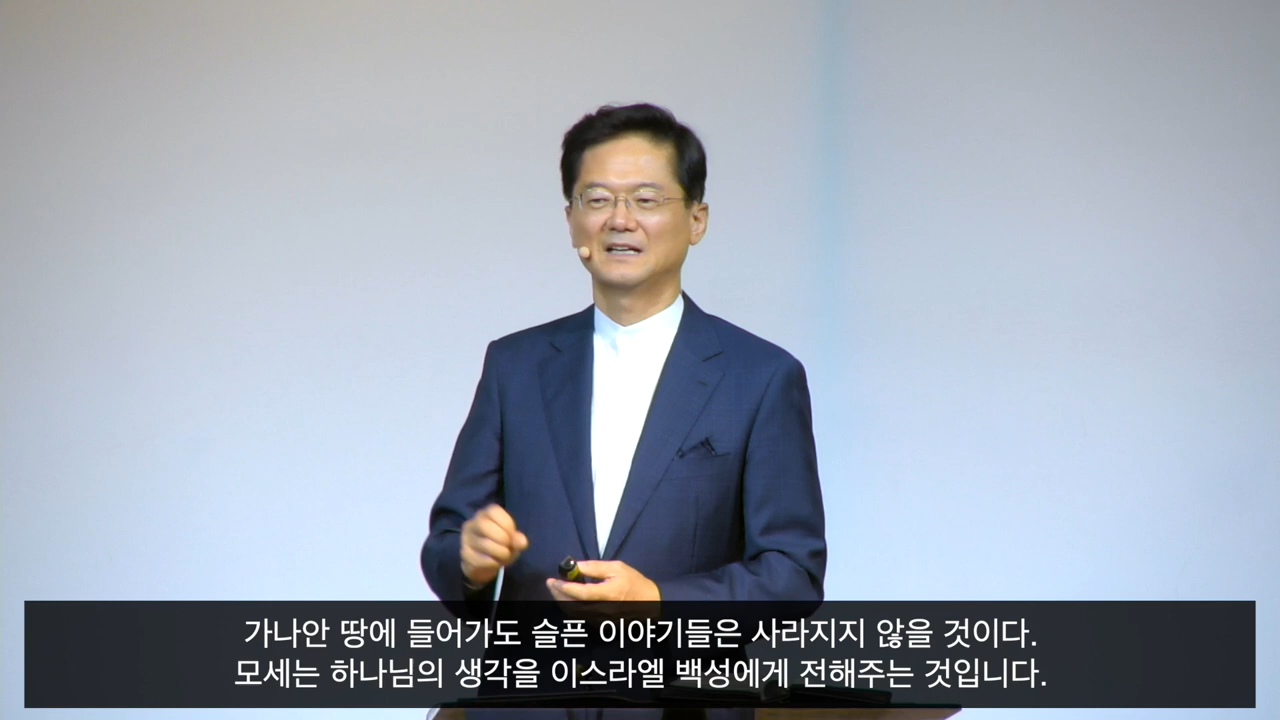 가나안 땅에 들어가도 슬픈 이야기들은 사라지지 않을 것이다.
모세는 하나님의 생각을 이스라엘 백성에게 전해주는 것입니다.